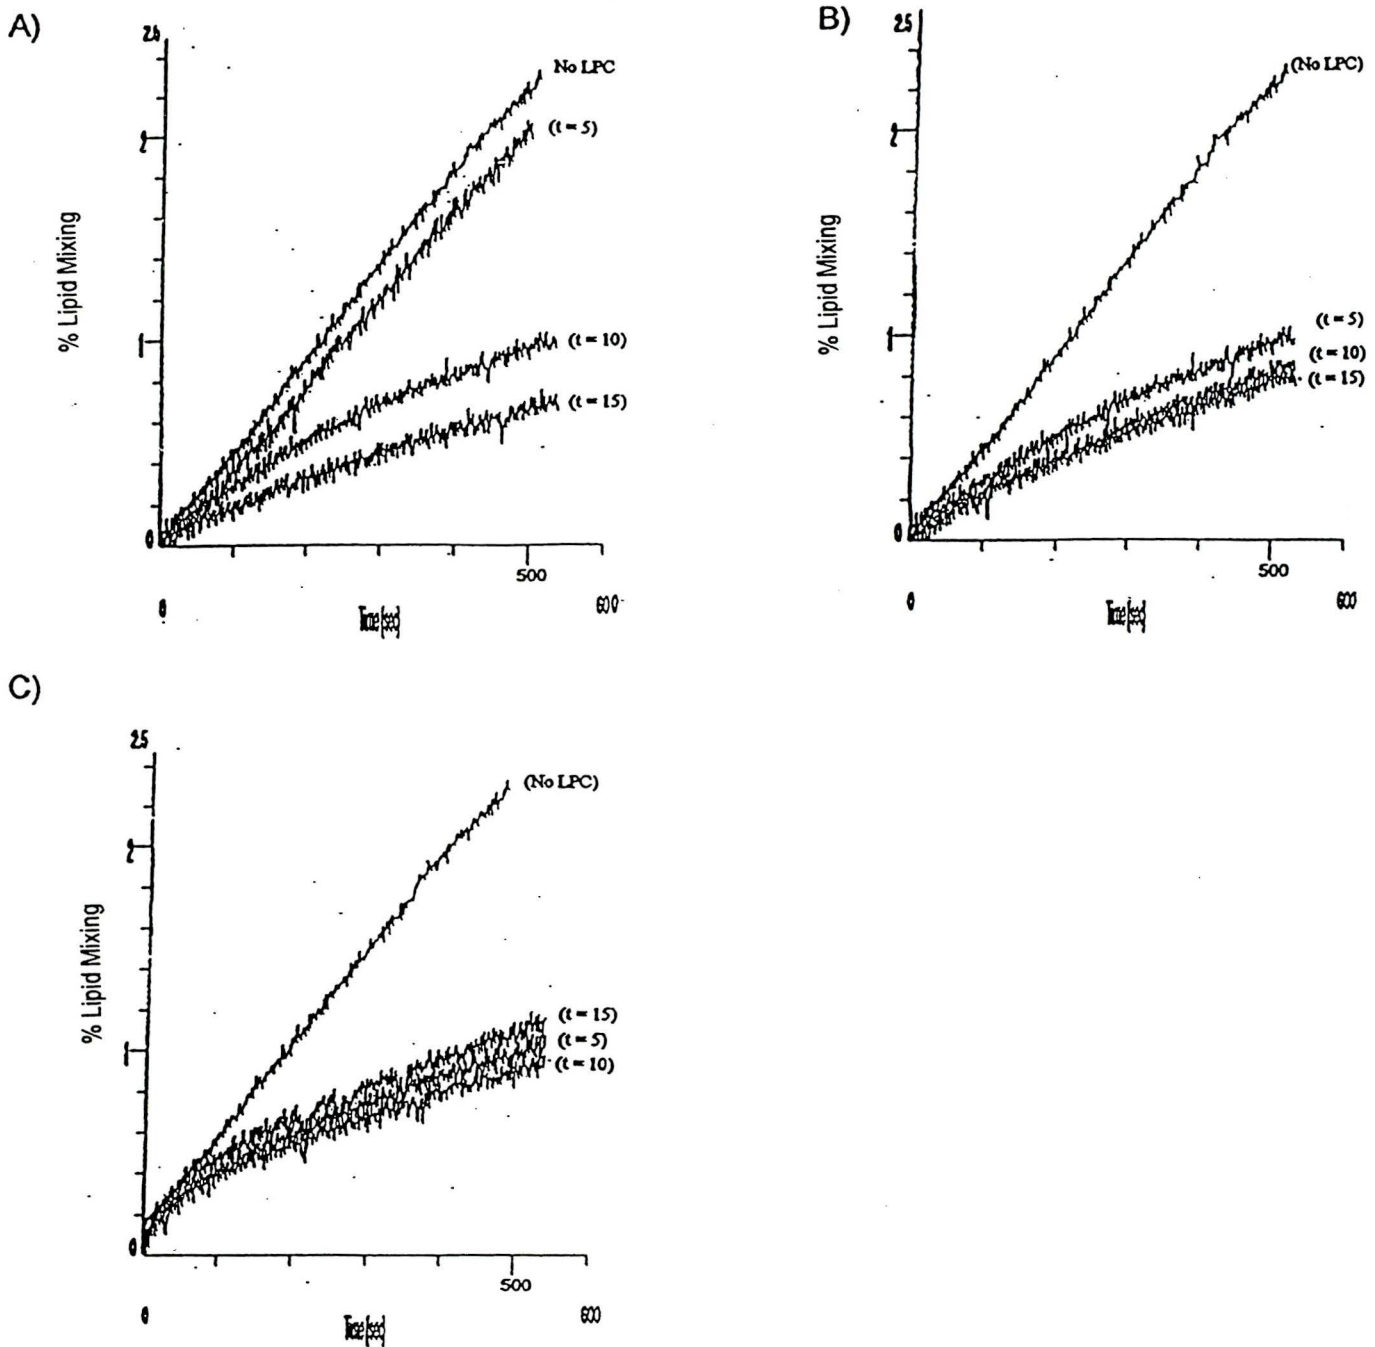 A)
25
No LPC
(t = 5)
2
% Lipid Mixing
(t = 10)
1
(t = 15)
0
500
0
600
Time [sec]
B)
25
(No LPC)
2
% Lipid Mixing
(t = 5)
1
(t = 10)
(t = 15)
0
500
0
600
Time [sec]
C)
25
(No LPC)
2
% Lipid Mixing
(t = 15)
(t = 5)
1
(t = 10)
0
500
0
600
Time [sec]